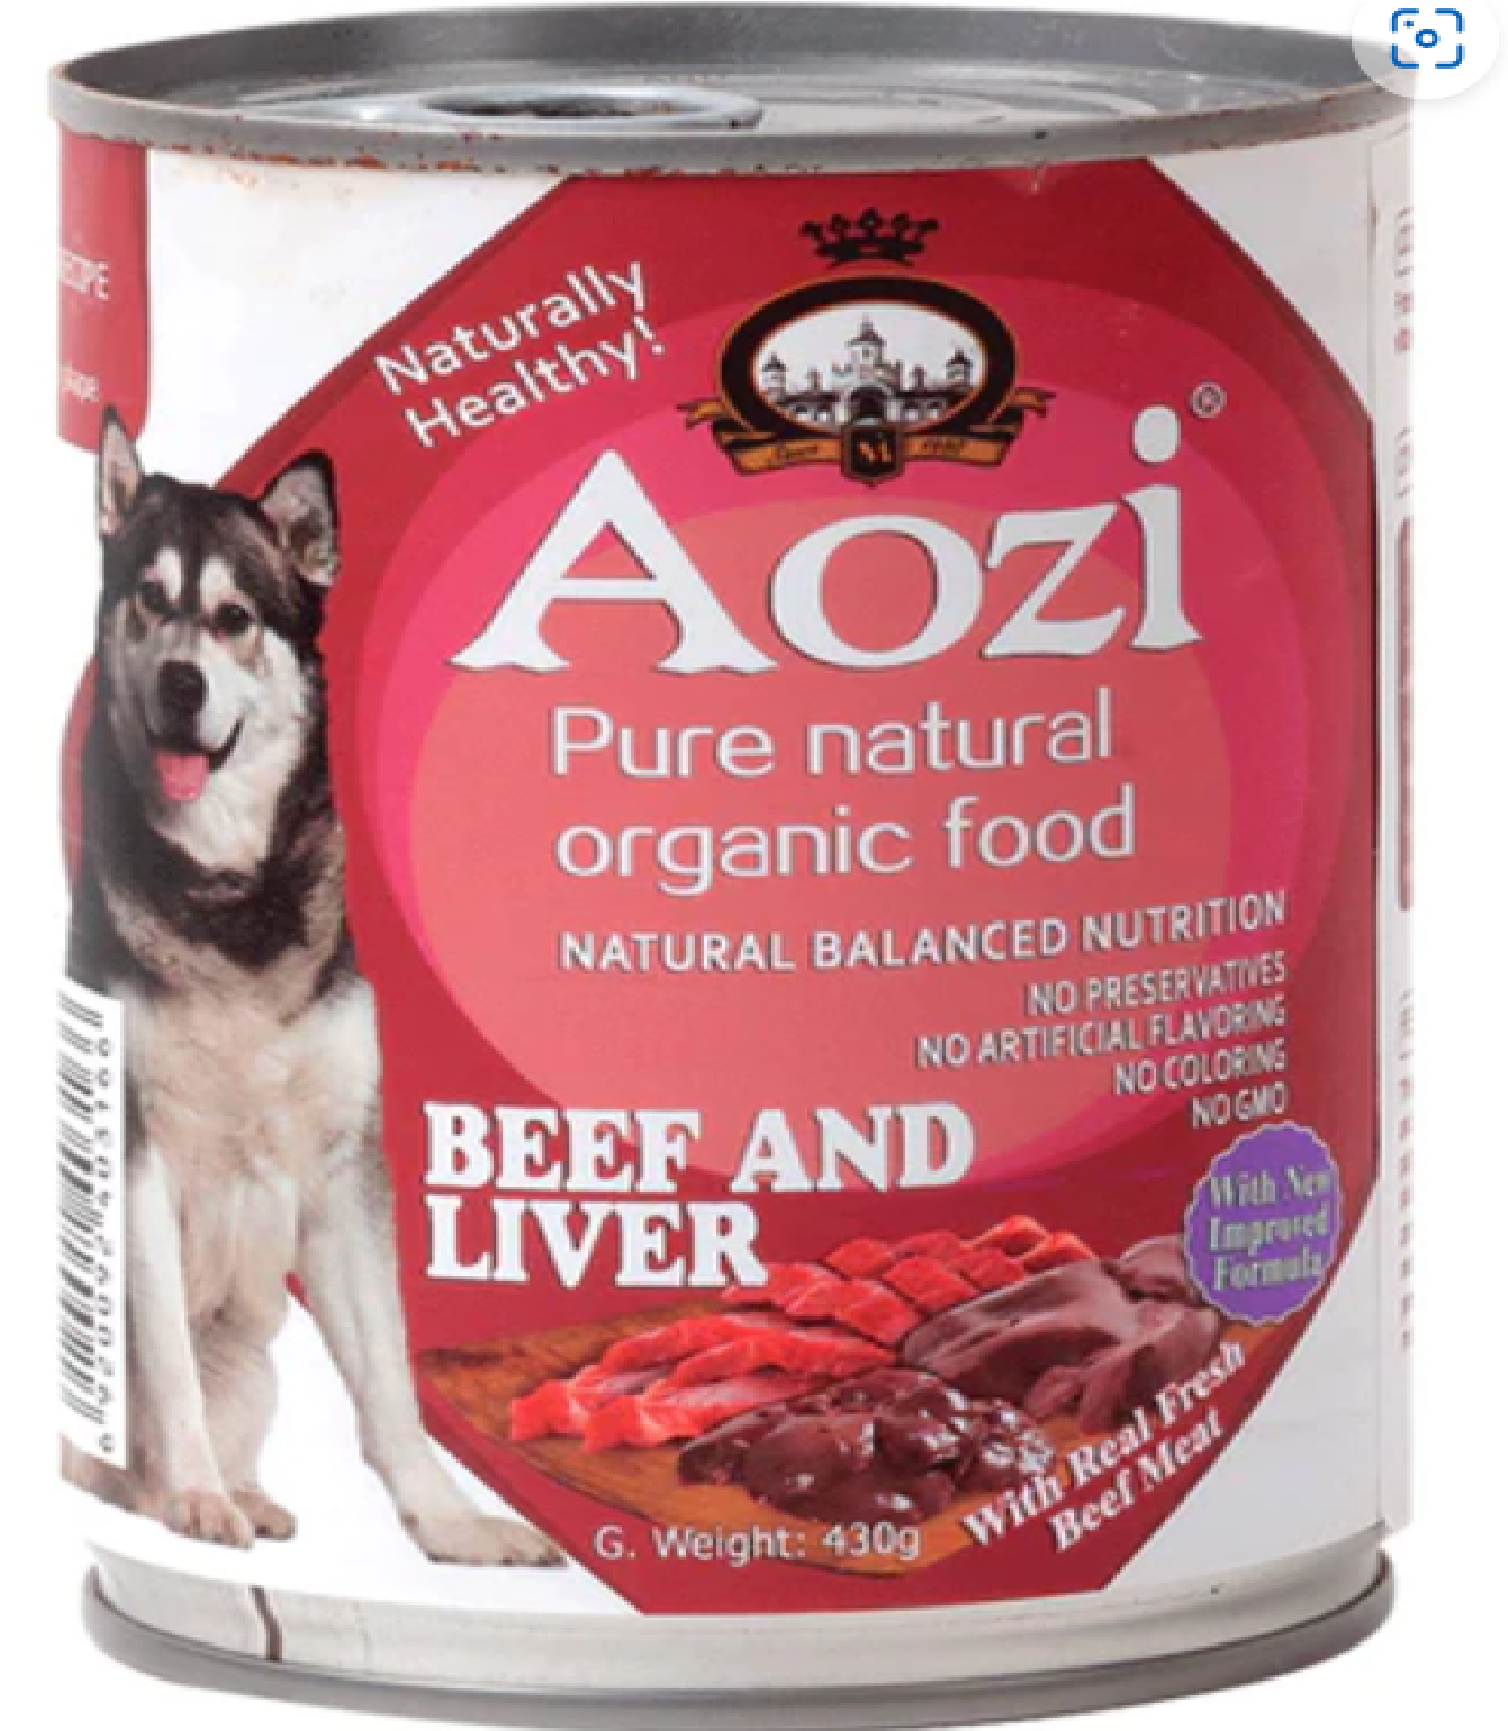 Naturally
Healthy!
Aozi®
Pure natural
organic food
NATURAL BALANCED NUTRITION
NO PRESERVATIVES
NO ARTIFICIAL FLAVORING
NO COLORING
NO GMO
BEEF AND
LIVER
With New
Improved
Formula
With Real Fresh
Beef Meat
G. Weight: 430g